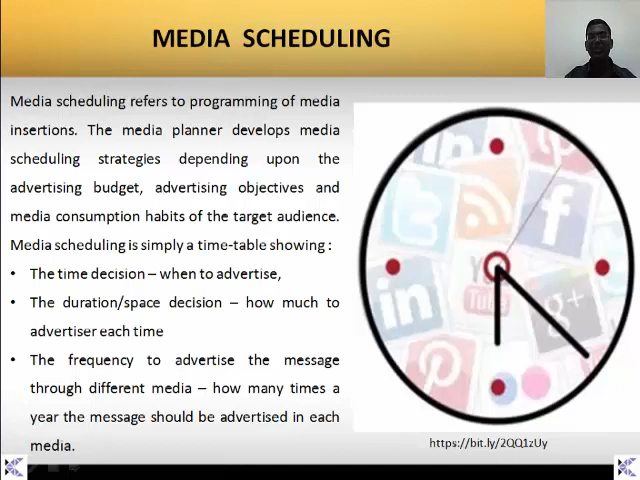 MEDIA SCHEDULING
Media scheduling refers to programming of media
insertions. The media planner develops media
scheduling strategies depending upon the
advertising budget, advertising objectives and
media consumption habits of the target audience.
Media scheduling is simply a time-table showing :
• The time decision – when to advertise,
• The duration/space decision – how much to
advertiser each time
• The frequency to advertise the message
through different media – how many times a
year the message should be advertised in each
media.
in
f
You
Tube
in
g+
https://bit.ly/2QQ1zUy